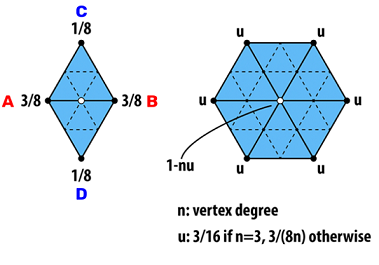 C
1/8
A 3/8 3/8 B
1/8
D
u u
u u
u u
1-nu
n: vertex degree
u: 3/16 if n=3, 3/(8n) otherwise